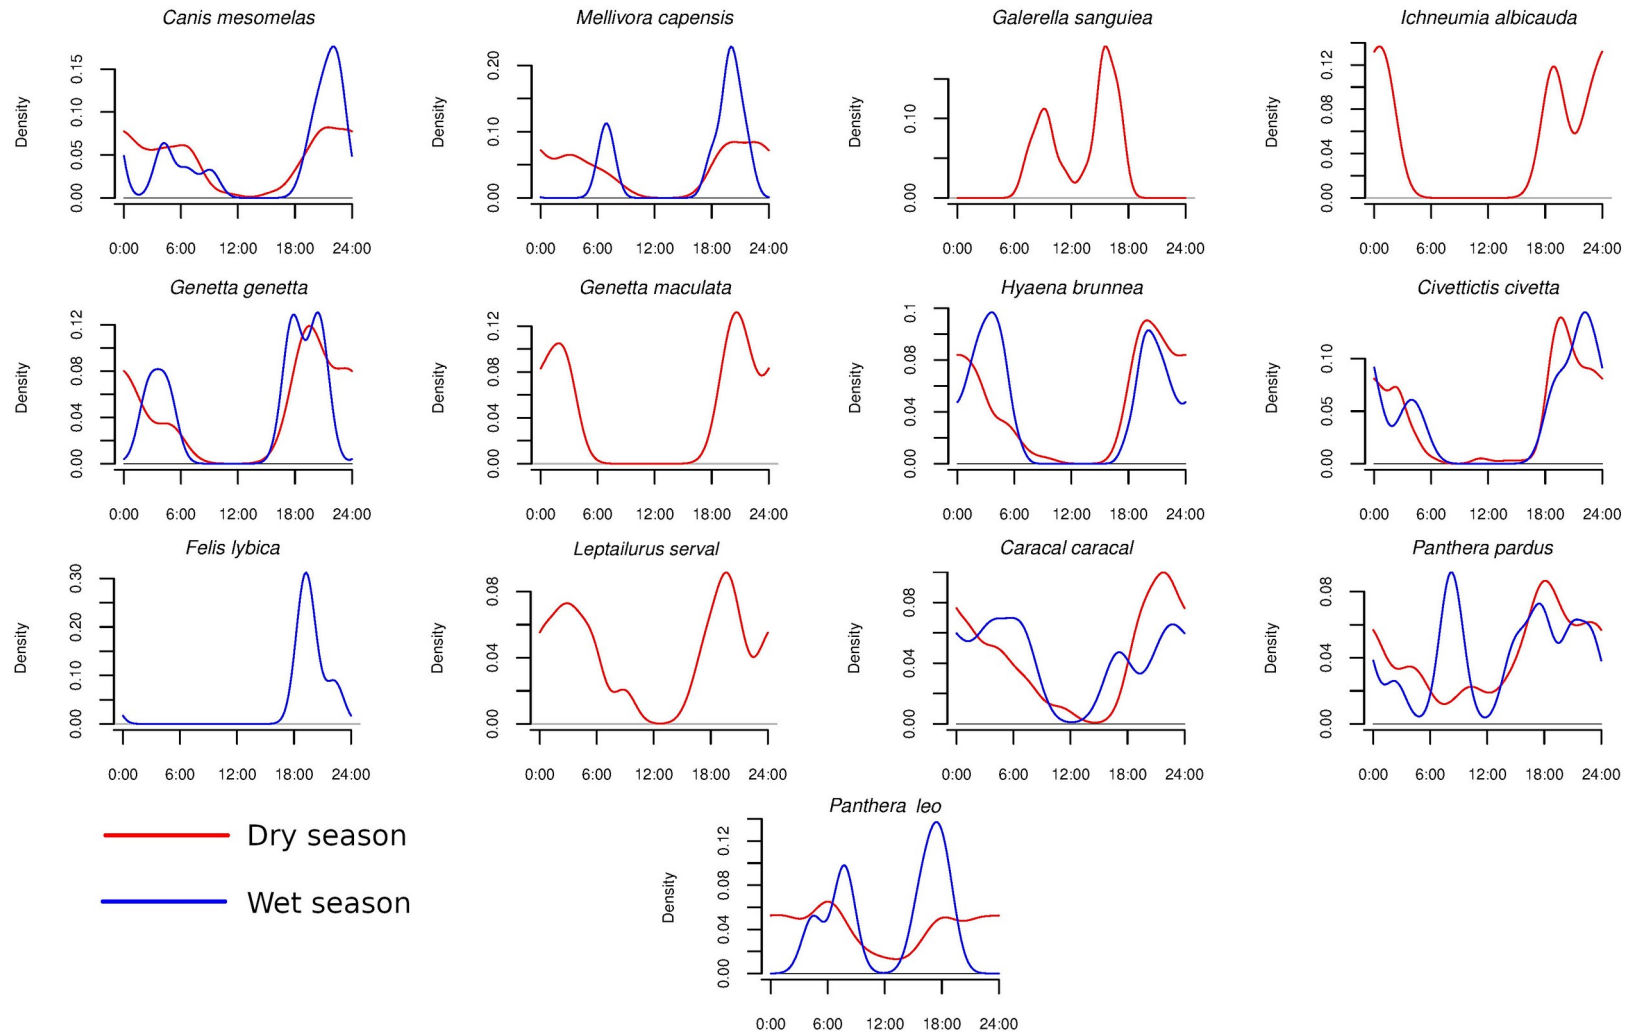 Canis mesomelas
Mellivora capensis
Galerella sanguiea
Ichneumia albicauda
Density
0.00 0.05 0.10 0.15
0:00 6:00 12:00 18:00 24:00
Density
0.00 0.10 0.20
0:00 6:00 12:00 18:00 24:00
Density
0.00 0.10
0:00 6:00 12:00 18:00 24:00
Density
0.00 0.04 0.08 0.12
0:00 6:00 12:00 18:00 24:00
Genetta genetta
Genetta maculata
Hyaena brunnea
Civettictis civetta
Density
0.00 0.04 0.08 0.12
0:00 6:00 12:00 18:00 24:00
Density
0.00 0.04 0.08 0.12
0:00 6:00 12:00 18:00 24:00
Density
0.00 0.04 0.08 0.1
0:00 6:00 12:00 18:00 24:00
Density
0.00 0.05 0.10
0:00 6:00 12:00 18:00 24:00
Felis lybica
Leptailurus serval
Caracal caracal
Panthera pardus
Density
0.00 0.10 0.20 0.30
0:00 6:00 12:00 18:00 24:00
Density
0.00 0.04 0.08
0:00 6:00 12:00 18:00 24:00
Density
0.00 0.04 0.08
0:00 6:00 12:00 18:00 24:00
Density
0.00 0.04 0.08
0:00 6:00 12:00 18:00 24:00
Dry season
Wet season
Panthera leo
Density
0.00 0.04 0.08 0.12
0:00 6:00 12:00 18:00 24:00